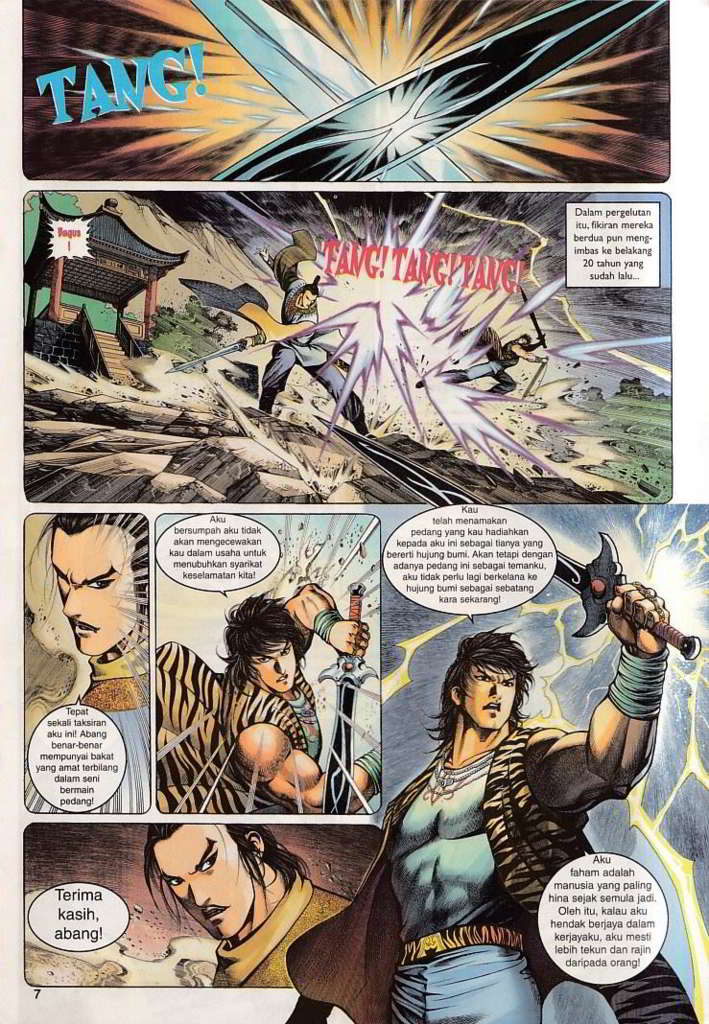 TANG!
Bagus
!
TANG! TANG! TANG!
Dalam pergelutan
itu, fikiran mereka
berdua pun meng-
imbas ke belakang
20 tahun yang
sudah lalu...
Tepat
sekali taksiran
aku ini! Abang
benar-benar
mempunyai bakat
yang amat terbilang
dalam seni
bermain
pedang!
Aku
bersumpah aku tidak
akan mengecewakan
kau dalam usaha untuk
menubuhkan syarikat
keselamatan kita!
Kau
telah menamakan
pedang yang kau hadiahkan
kepada aku ini sebagai tianya yang
bererti hujung bumi. Akan tetapi dengan
adanya pedang ini sebagai temanku,
aku tidak perlu lagi berkelana ke
hujung bumi sebagai sebatang
kara sekarang!
Terima
kasih,
abang!
Aku
faham adalah
manusia yang paling
hina sejak semula jadi.
Oleh itu, kalau aku
hendak berjaya dalam
kerjayaku, aku mesti
lebih tekun dan rajin
daripada orang!
7